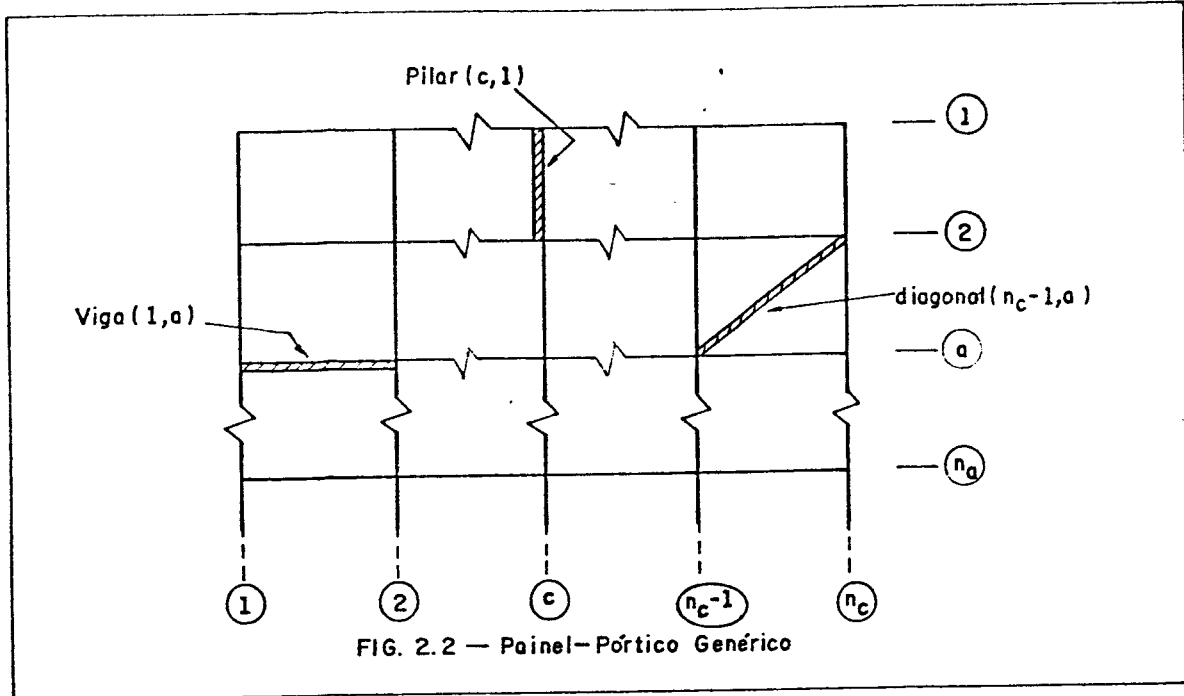 Pilar (c,1)
1
2
Viga (1,a)
diagonal (n_c-1,a)
a
n_a
1
2
c
n_c-1
n_c
FIG. 2.2 — Painel-Pórtico Genérico